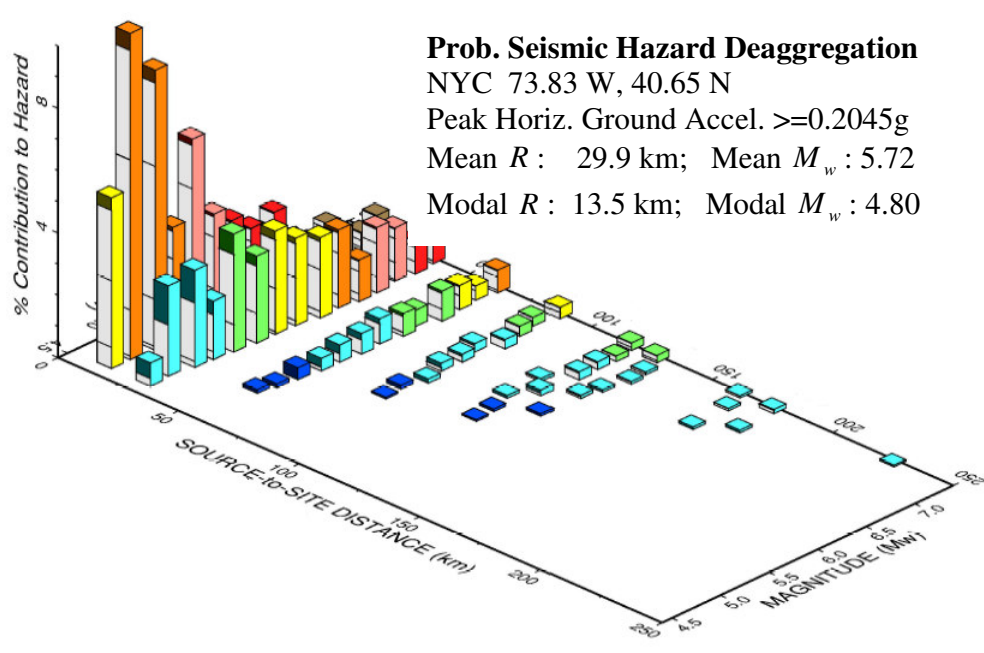 Prob. Seismic Hazard Deaggregation
NYC 73.83 W, 40.65 N
Peak Horiz. Ground Accel. >=0.2045g
Mean R : 29.9 km; Mean M w : 5.72
Modal R : 13.5 km; Modal M w : 4.80
% Contribution to Hazard
8
4
0
50
100
150
200
250
SOURCE-to-SITE DISTANCE (km)
100
150
200
250
4.5
5.0
5.5
6.0
6.5
7.0
MAGNITUDE (Mw)